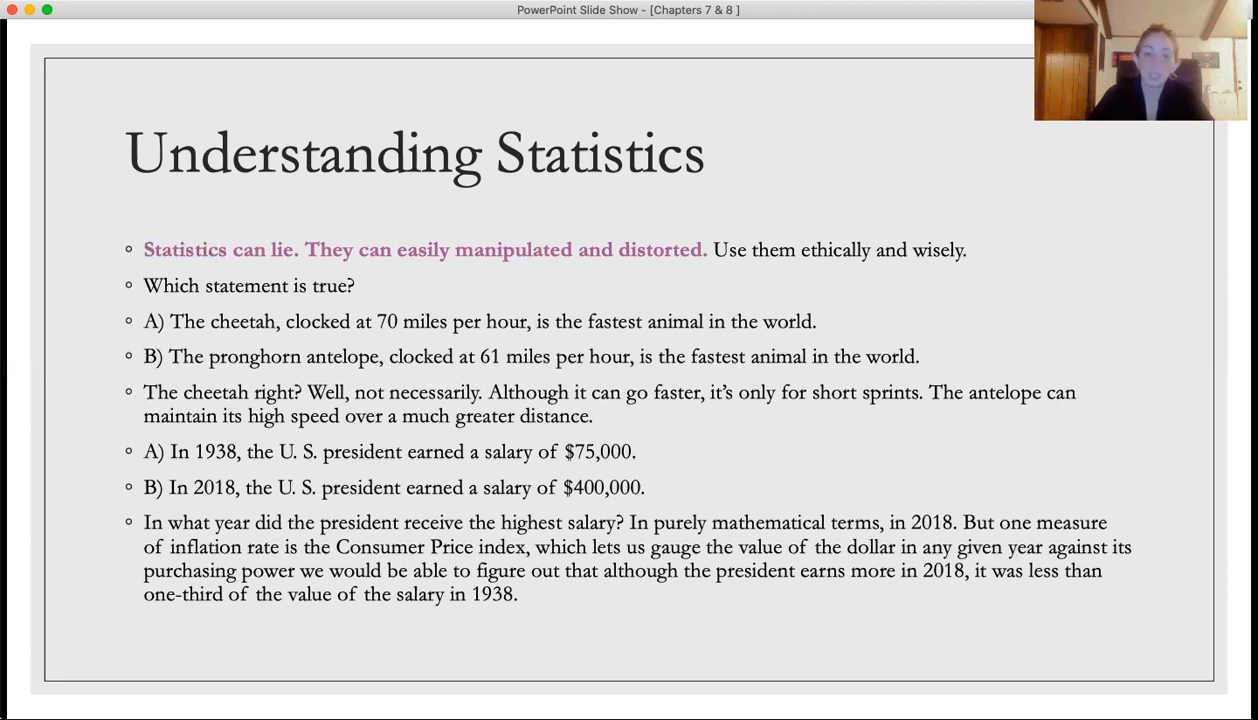 PowerPoint Slide Show - [Chapters 7 & 8 ]
Understanding Statistics
Statistics can lie. They can easily manipulated and distorted. Use them ethically and wisely.
Which statement is true?
A) The cheetah, clocked at 70 miles per hour, is the fastest animal in the world.
B) The pronghorn antelope, clocked at 61 miles per hour, is the fastest animal in the world.
The cheetah right? Well, not necessarily. Although it can go faster, it's only for short sprints. The antelope can
maintain its high speed over a much greater distance.
A) In 1938, the U. S. president earned a salary of $75,000.
B) In 2018, the U. S. president earned a salary of $400,000.
In what year did the president receive the highest salary? In purely mathematical terms, in 2018. But one measure
of inflation rate is the Consumer Price index, which lets us gauge the value of the dollar in any given year against its
purchasing power we would be able to figure out that although the president earns more in 2018, it was less than
one-third of the value of the salary in 1938.